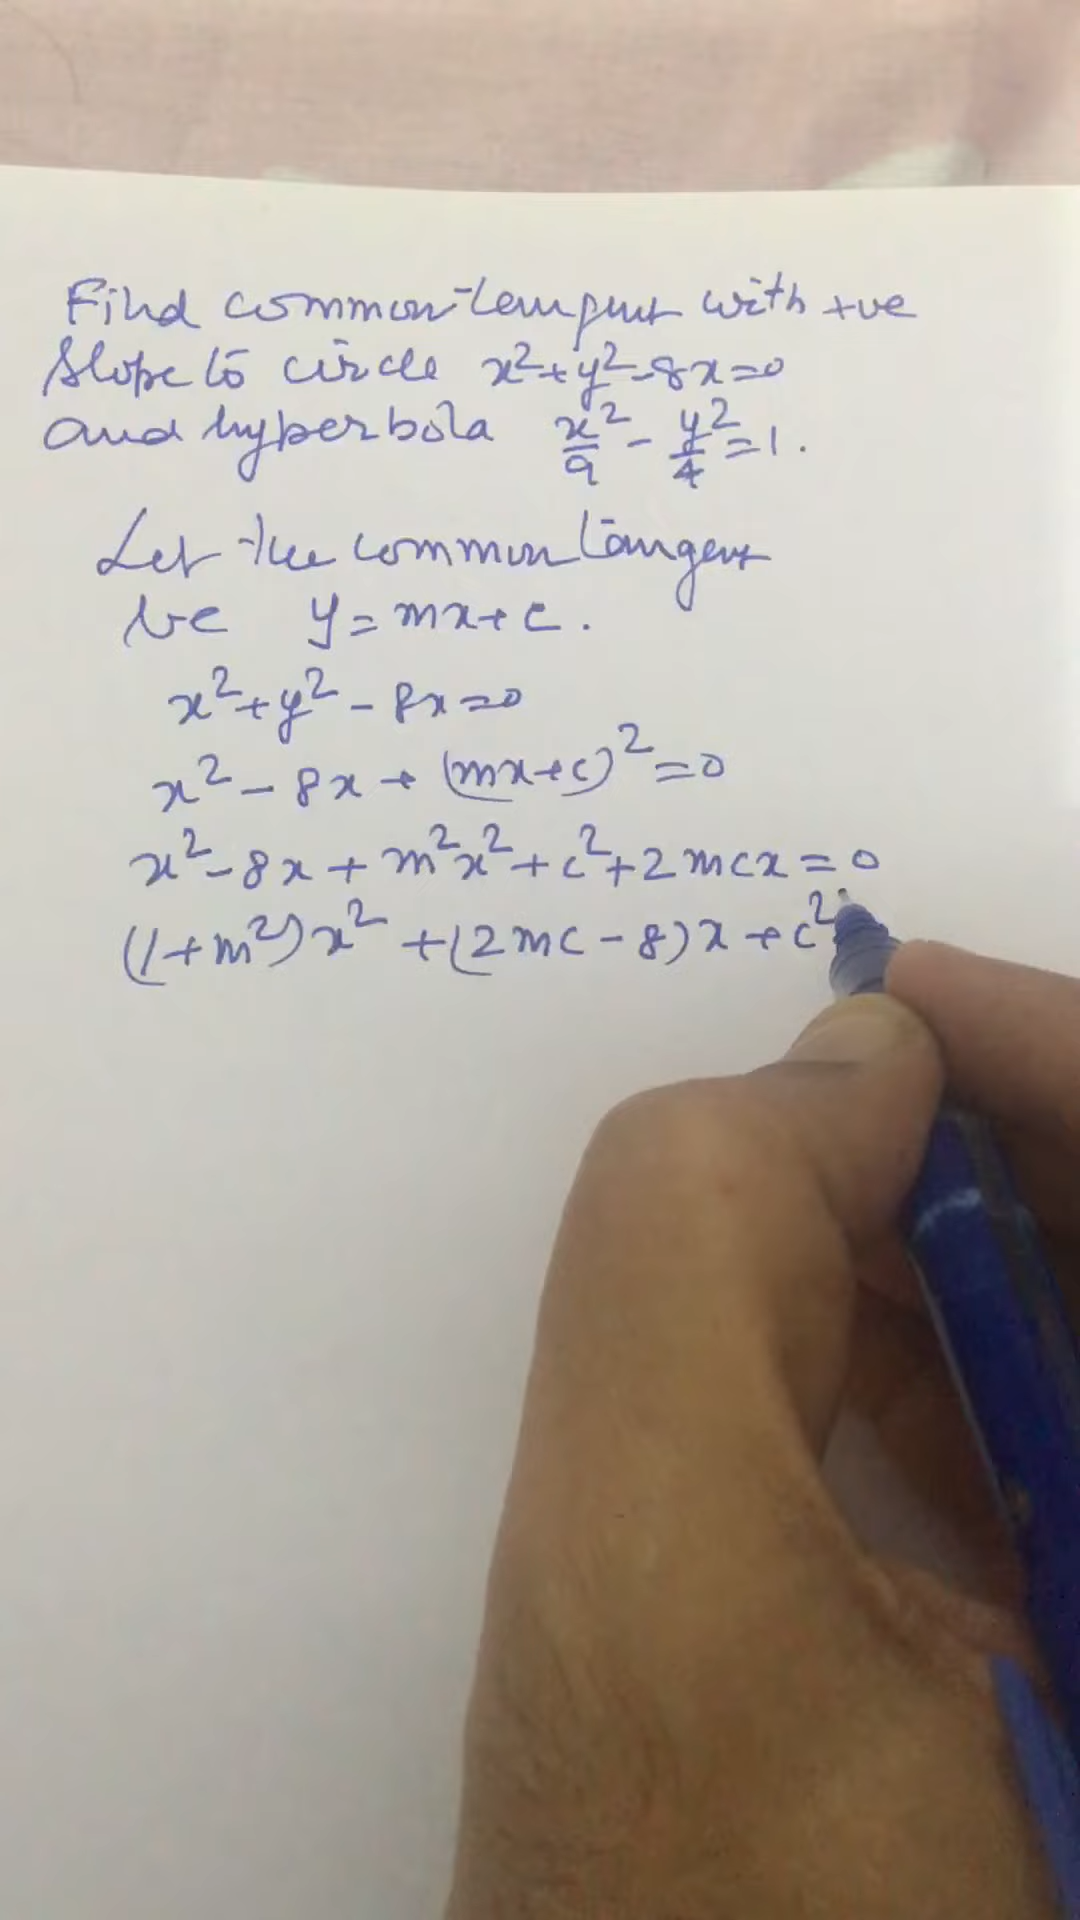 Find common tangent with +ve
slope to circle x²+y²-8x=0
and hyperbola x²/9 - y²/4 = 1.
Let the common tangent
be y = mx + c.
x² + y² - 8x = 0
x² - 8x + (mx+c)² = 0
x² - 8x + m²x² + c² + 2mcx = 0
(1+m²)x² + (2mc-8)x + c²